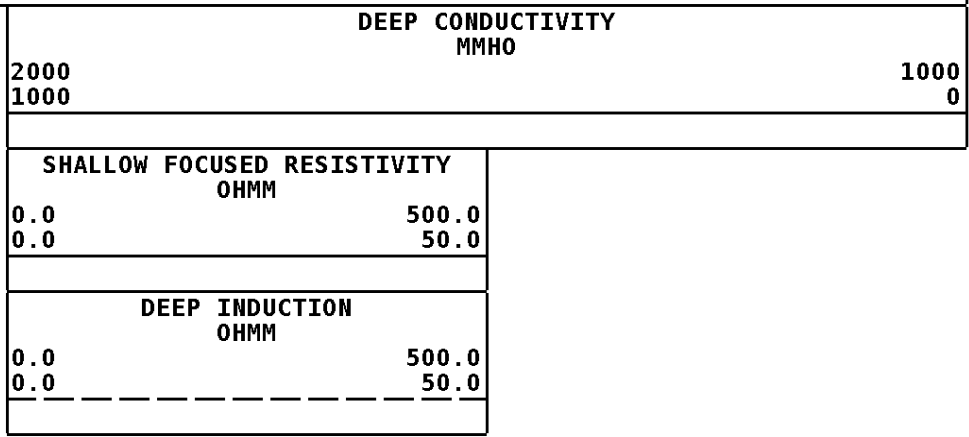 DEEP CONDUCTIVITY
MMHO
2000 1000
1000 0
SHALLOW FOCUSED RESISTIVITY
OHMM
0.0 500.0
0.0 50.0
DEEP INDUCTION
OHMM
0.0 500.0
0.0 50.0